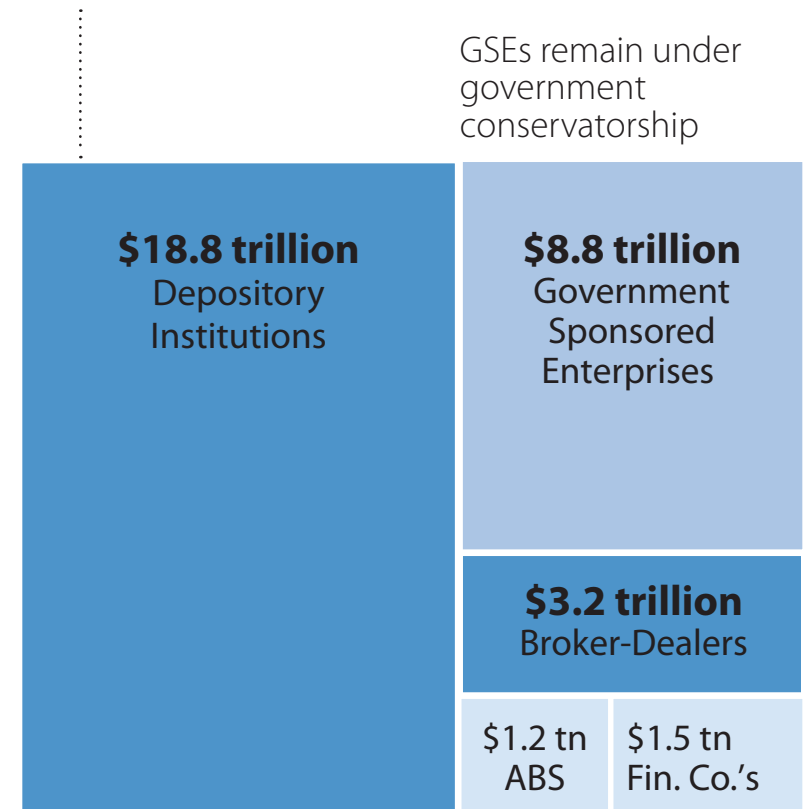 GSEs remain under
government
conservatorship
$18.8 trillion
Depository
Institutions
$8.8 trillion
Government
Sponsored
Enterprises
$3.2 trillion
Broker-Dealers
$1.2 tn
ABS
$1.5 tn
Fin. Co.'s